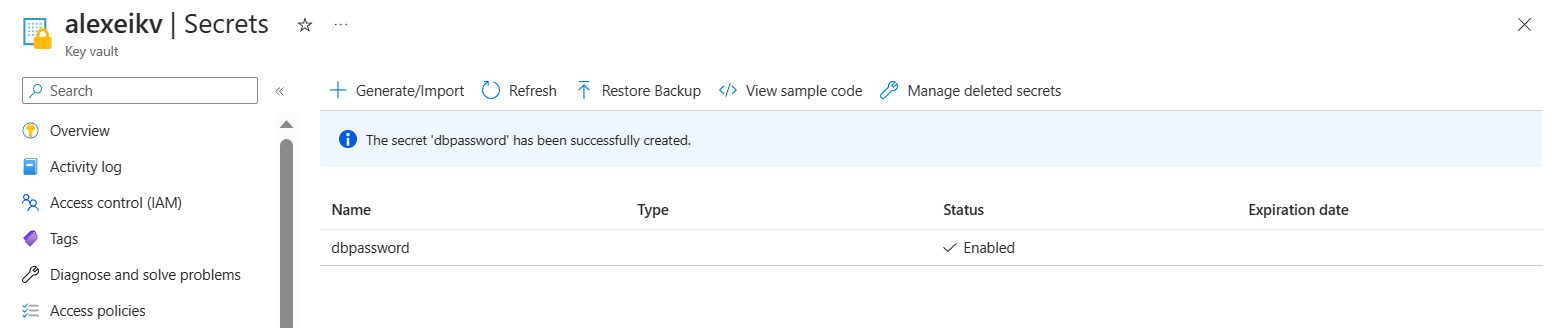 alexeikv | Secrets
Key vault
Search
Overview
Activity log
Access control (IAM)
Tags
Diagnose and solve problems
Access policies
Generate/Import Refresh Restore Backup View sample code Manage deleted secrets
The secret 'dbpassword' has been successfully created.
Name Type Status Expiration date
dbpassword Enabled